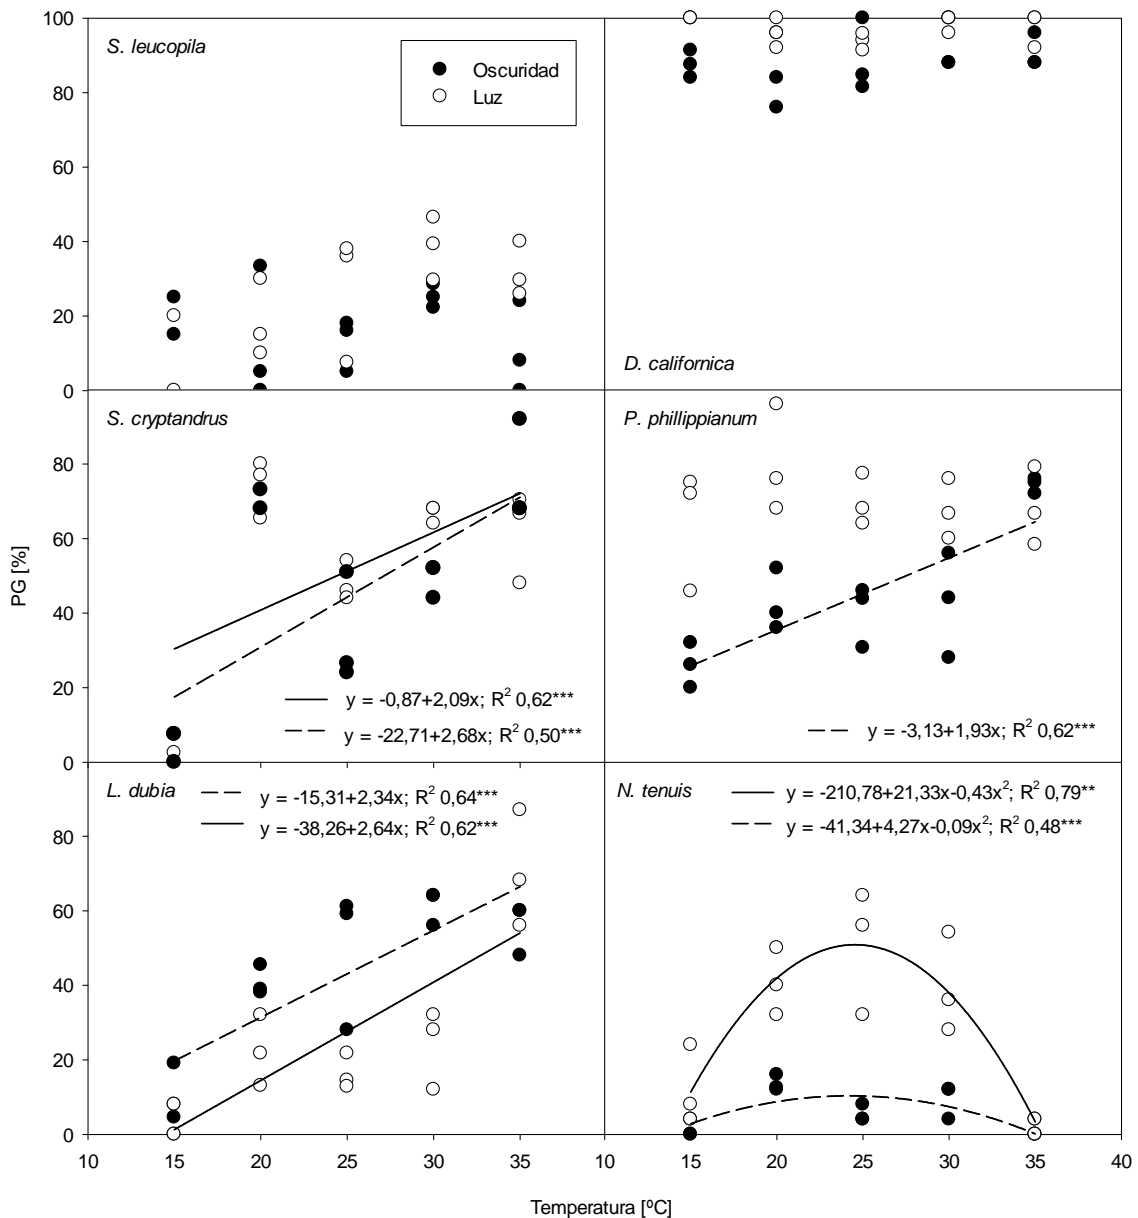 100
S. leucopila
Oscuridad
Luz
80
60
40
20
0
D. californica
S. cryptandrus
P. phillippianum
80
60
PG [%]
40
20
y = -0,87+2,09x; R² 0,62***
y = -22,71+2,68x; R² 0,50***
y = -3,13+1,93x; R² 0,62***
0
L. dubia
y = -15,31+2,34x; R² 0,64***
y = -38,26+2,64x; R² 0,62***
N. tenuis
y = -210,78+21,33x-0,43x²; R² 0,79**
y = -41,34+4,27x-0,09x²; R² 0,48***
80
60
40
20
0
10 15 20 25 30 35 10 15 20 25 30 35 40
Temperatura [ºC]